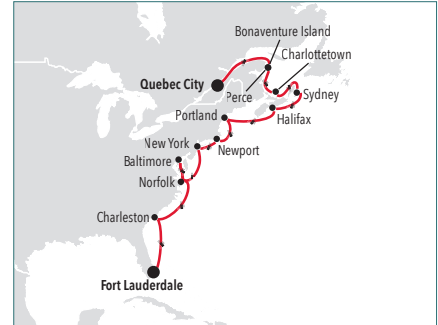 Bonaventure Island
Charlottetown
Quebec City
Perce
Sydney
Portland
Halifax
New York
Newport
Baltimore
Norfolk
Charleston
Fort Lauderdale